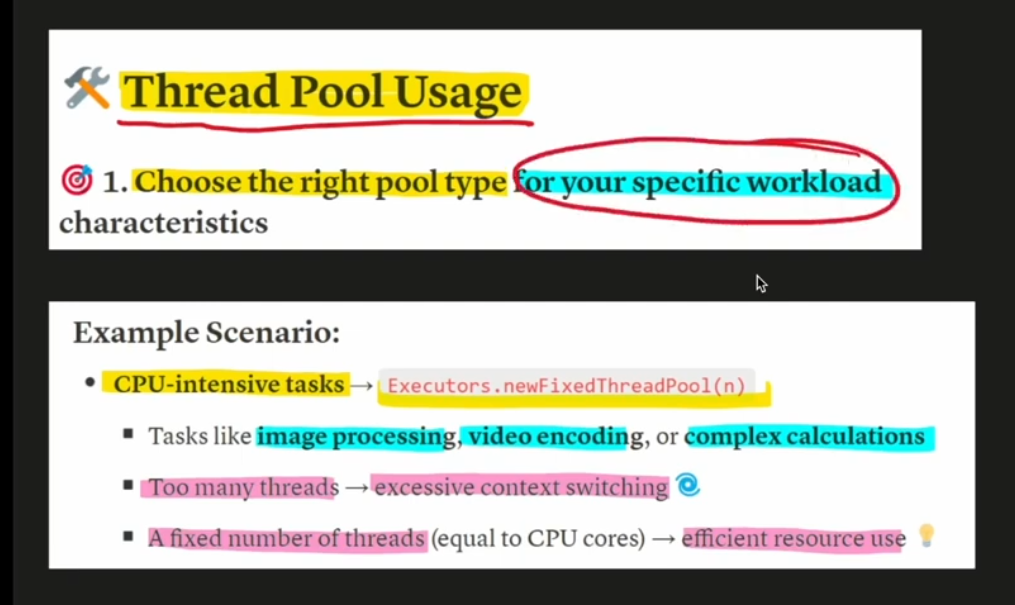 🛠️ Thread Pool Usage
🎯 1. Choose the right pool type for your specific workload
characteristics
Example Scenario:
• CPU-intensive tasks → Executors.newFixedThreadPool(n)
▪ Tasks like image processing, video encoding, or complex calculations
▪ Too many threads → excessive context switching 🌀
▪ A fixed number of threads (equal to CPU cores) → efficient resource use 💡